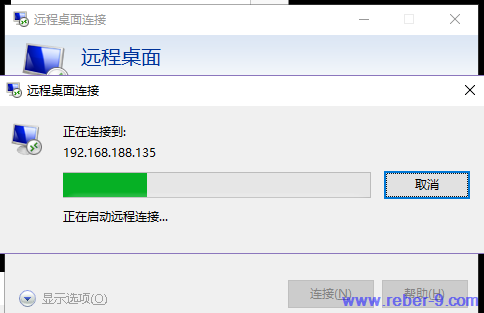 远程桌面连接
远程桌面
远程桌面连接
正在连接到:
192.168.188.135
取消
正在启动远程连接...
显示选项(O)
连接(N)
帮助(H)
www.reber-9.com